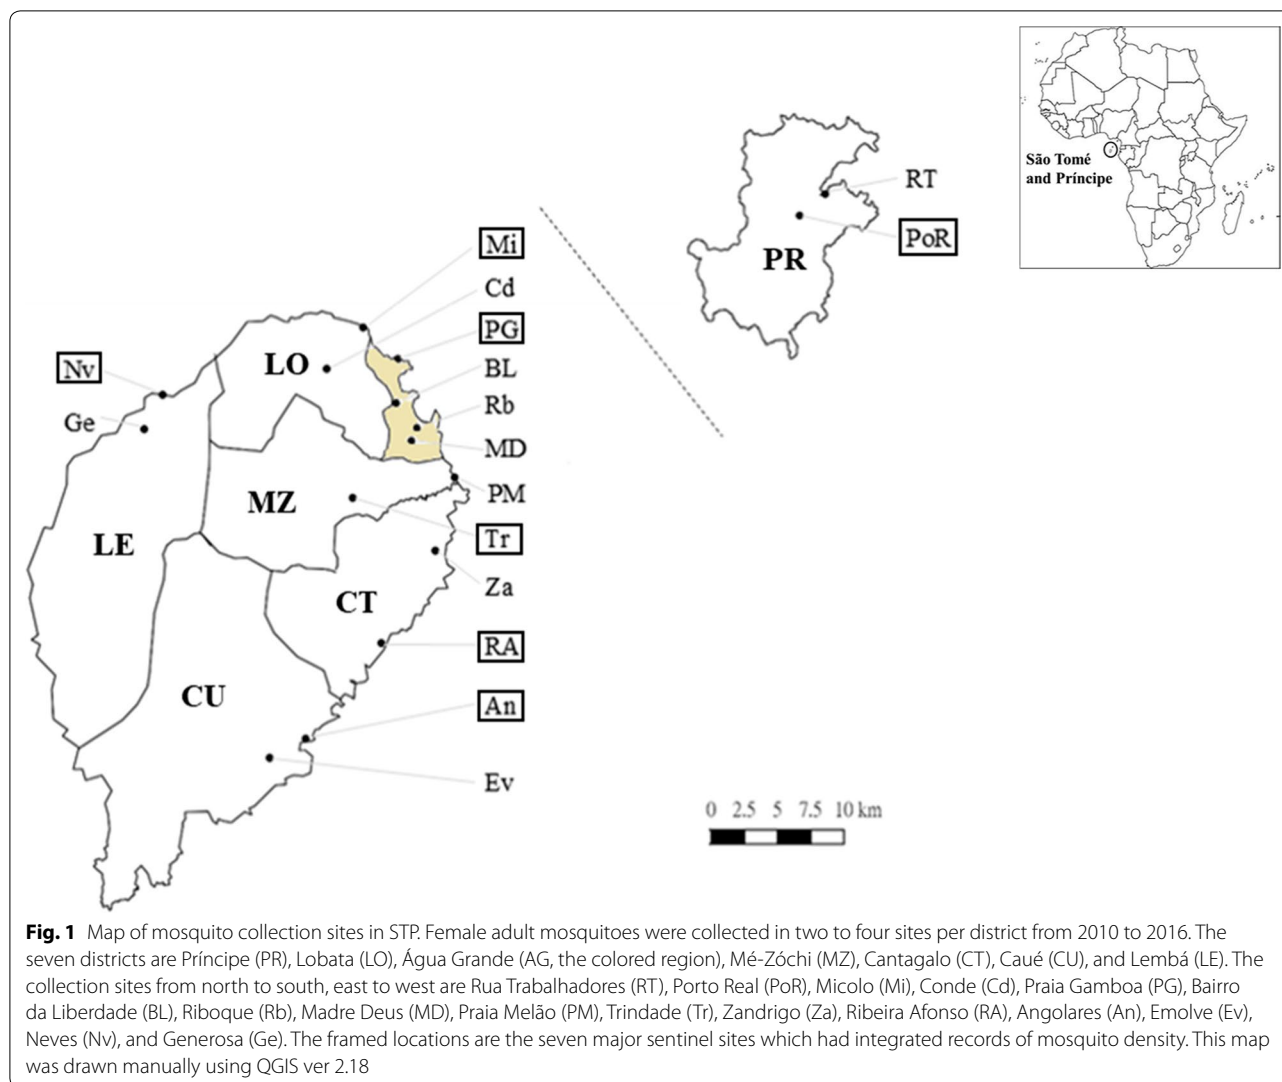 São Tomé
and Príncipe
RT
PoR
PR
Mi
Cd
PG
LO
BL
Nv
Rb
Ge
MD
PM
MZ
Tr
LE
Za
CT
RA
CU
An
Ev
0 2.5 5 7.5 10 km
Fig. 1 Map of mosquito collection sites in STP. Female adult mosquitoes were collected in two to four sites per district from 2010 to 2016. The
seven districts are Príncipe (PR), Lobata (LO), Água Grande (AG, the colored region), Mé-Zóchi (MZ), Cantagalo (CT), Caué (CU), and Lembá (LE). The
collection sites from north to south, east to west are Rua Trabalhadores (RT), Porto Real (PoR), Micolo (Mi), Conde (Cd), Praia Gamboa (PG), Bairro
da Liberdade (BL), Riboque (Rb), Madre Deus (MD), Praia Melão (PM), Trindade (Tr), Zandrigo (Za), Ribeira Afonso (RA), Angolares (An), Emolve (Ev),
Neves (Nv), and Generosa (Ge). The framed locations are the seven major sentinel sites which had integrated records of mosquito density. This map
was drawn manually using QGIS ver 2.18